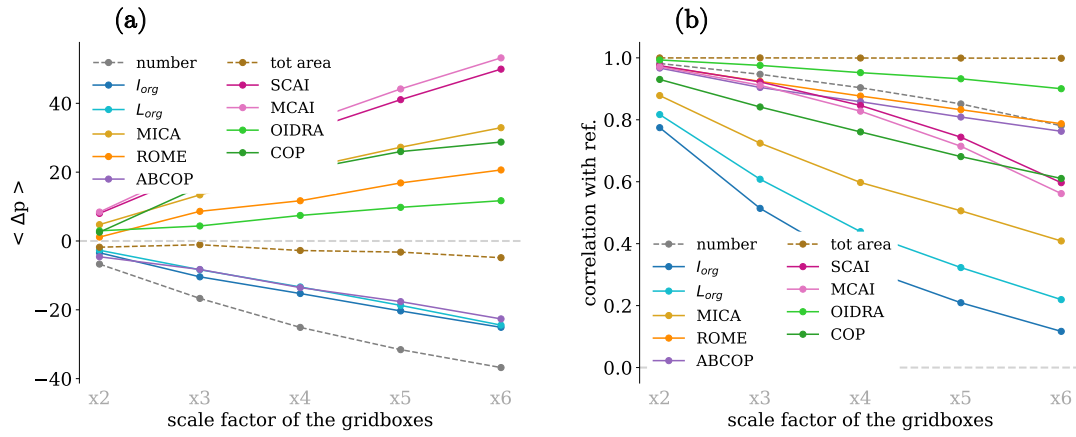 (a)
< Δp >
40
20
0
−20
−40
number
I_org
L_org
MICA
ROME
ABCOP
tot area
SCAI
MCAI
OIDRA
COP
x2 x3 x4 x5 x6
scale factor of the gridboxes
(b)
correlation with ref.
1.0
0.8
0.6
0.4
0.2
0.0
number
I_org
L_org
MICA
ROME
ABCOP
tot area
SCAI
MCAI
OIDRA
COP
x2 x3 x4 x5 x6
scale factor of the gridboxes